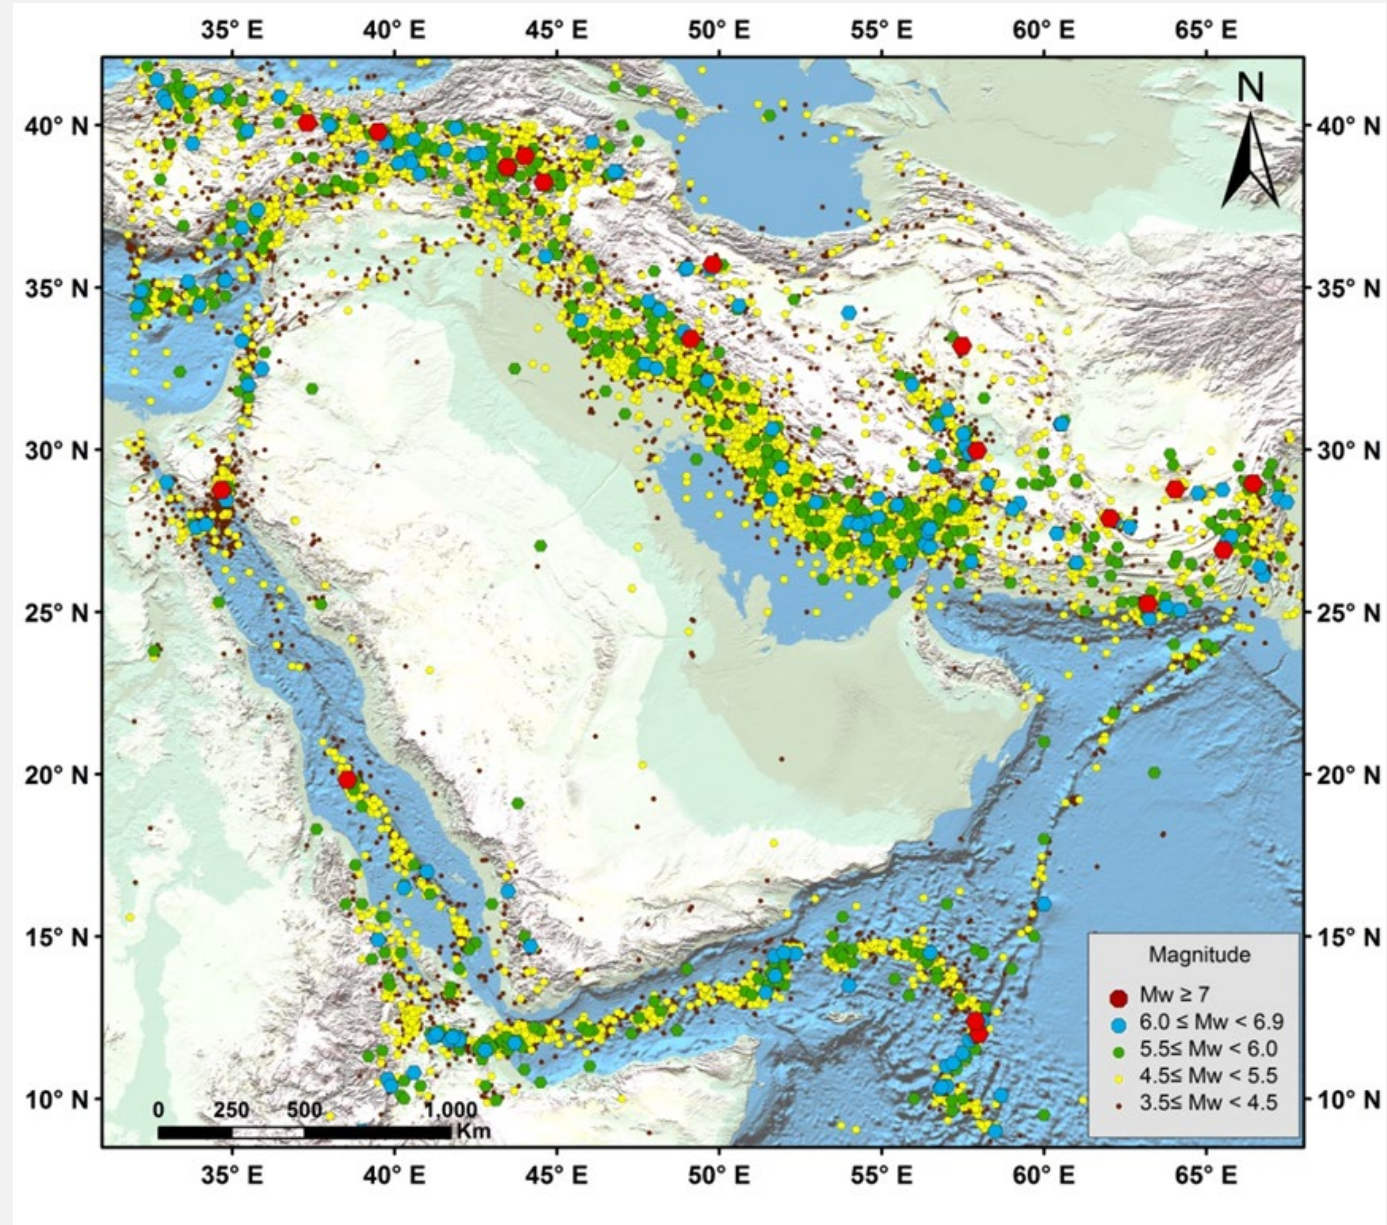 35° E 40° E 45° E 50° E 55° E 60° E 65° E
N
40° N 40° N
35° N 35° N
30° N 30° N
25° N 25° N
20° N 20° N
15° N 15° N
Magnitude
Mw ≥ 7
6.0 ≤ Mw < 6.9
5.5≤ Mw < 6.0
4.5≤ Mw < 5.5
3.5≤ Mw < 4.5
10° N 10° N
0 250 500 1,000
Km
35° E 40° E 45° E 50° E 55° E 60° E 65° E